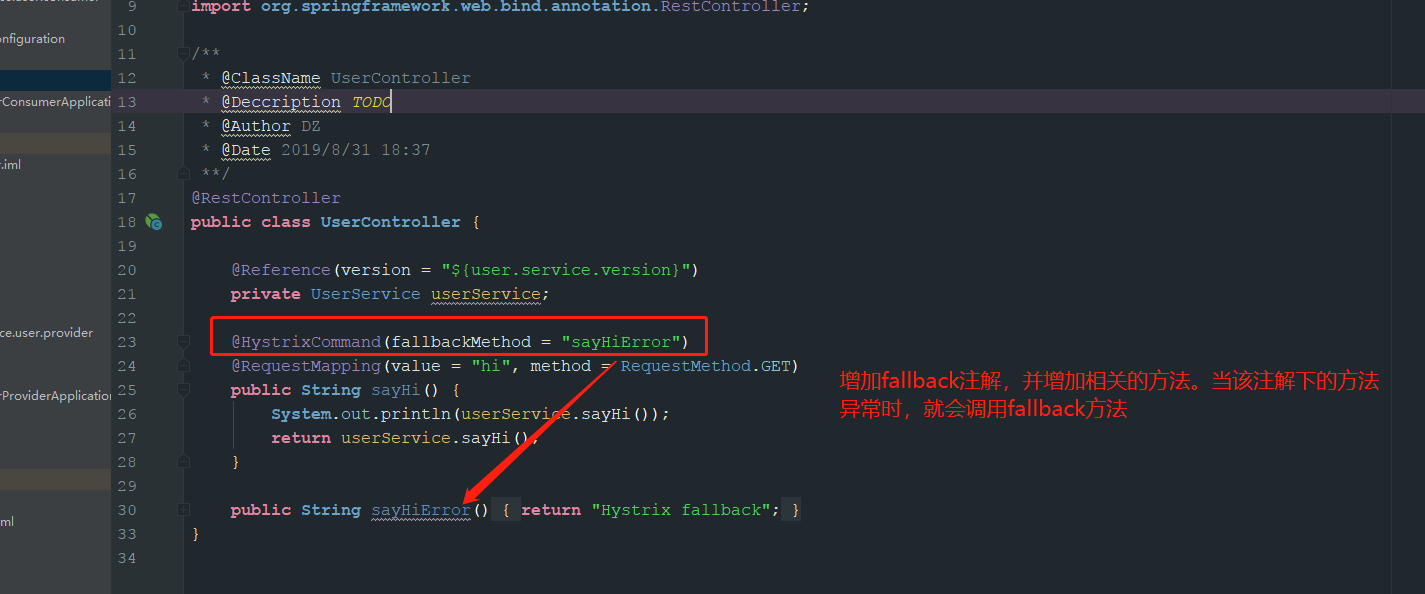 onfiguration
rConsumerApplicati
r.iml
ce.user.provider
rProviderApplication
ml
9 import org.springframework.web.bind.annotation.RestController;
10
11 /**
12 * @ClassName UserController
13 * @Deccription TODO
14 * @Author DZ
15 * @Date 2019/8/31 18:37
16 **/
17 @RestController
18 public class UserController {
19
20 @Reference(version = "${user.service.version}")
21 private UserService userService;
22
23 @HystrixCommand(fallbackMethod = "sayHiError")
24 @RequestMapping(value = "hi", method = RequestMethod.GET)
25 public String sayHi() {
26 System.out.println(userService.sayHi());
27 return userService.sayHi();
28 }
29
30 public String sayHiError() { return "Hystrix fallback"; }
33 }
34
增加fallback注解，并增加相关的方法。当该注解下的方法
异常时，就会调用fallback方法